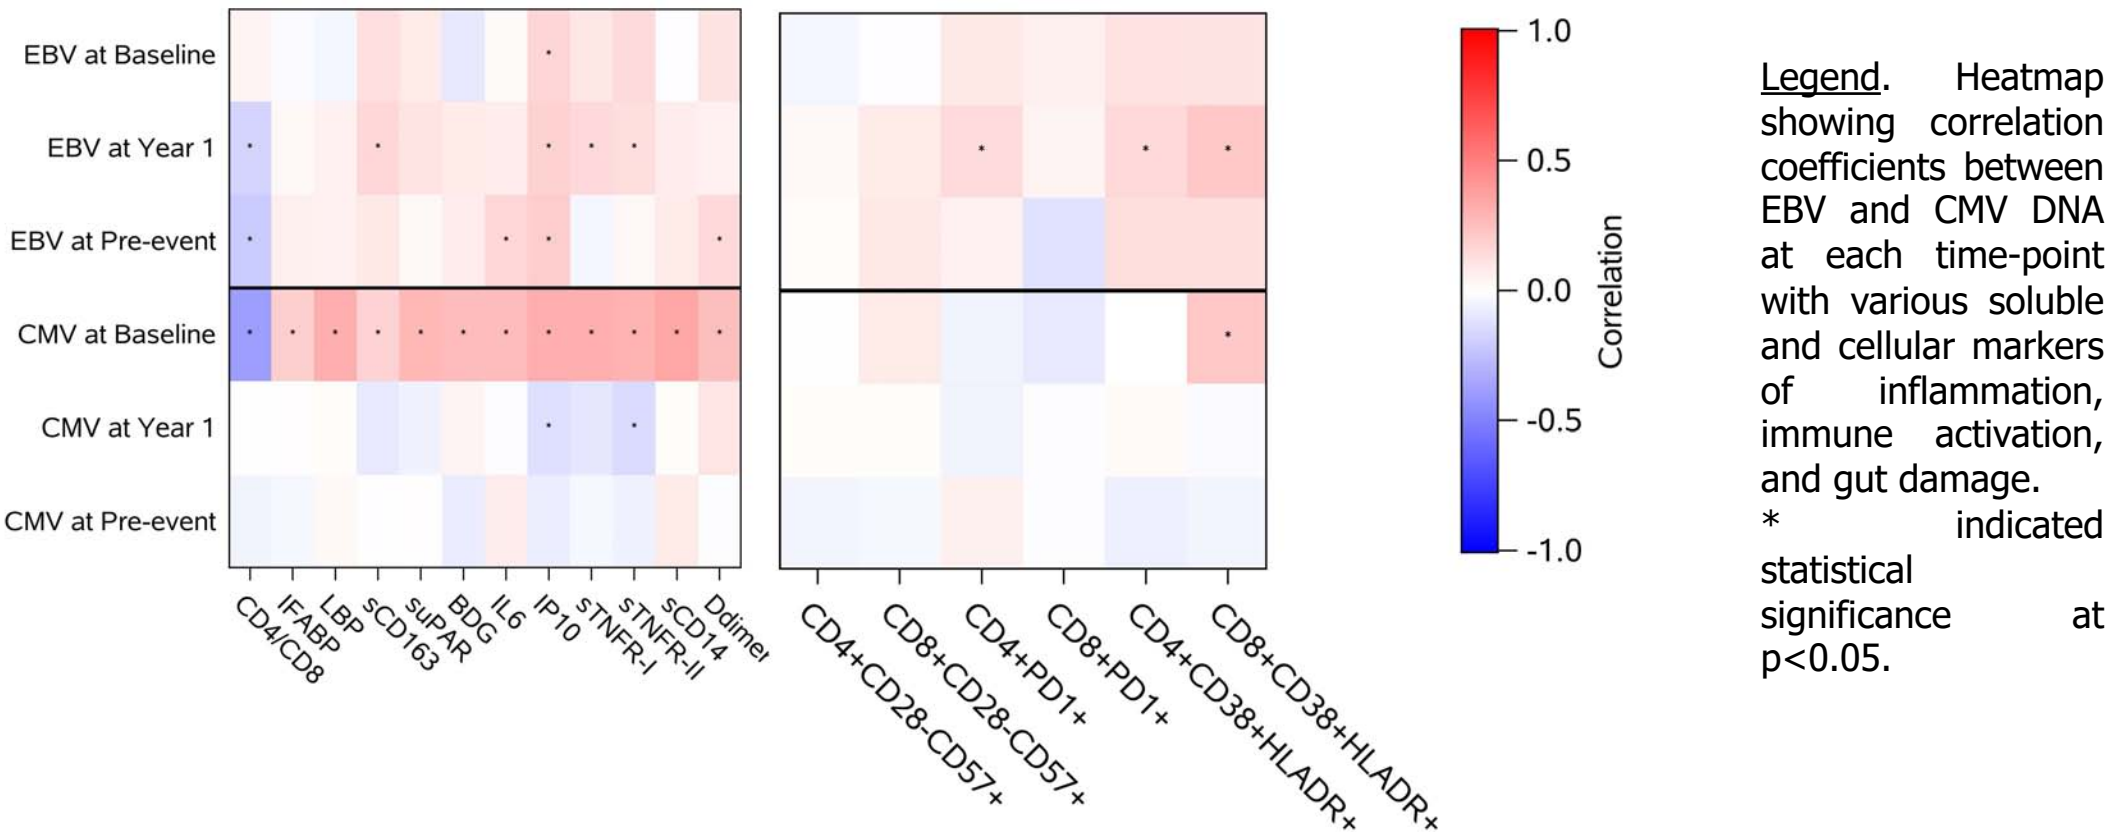 EBV at Baseline
EBV at Year 1
EBV at Pre-event
CMV at Baseline
CMV at Year 1
CMV at Pre-event
CD4/CD8
IFABP
LBP
sCD163
suPAR
BDG
IL6
IP10
sTNFR-I
sTNFR-II
sCD14
Ddimer
CD4+CD28-CD57+
CD8+CD28-CD57+
CD4+PD1+
CD8+PD1+
CD4+CD38+HLADR+
CD8+CD38+HLADR+
1.0
0.5
0.0
-0.5
-1.0
Correlation
Legend. Heatmap
showing correlation
coefficients between
EBV and CMV DNA
at each time-point
with various soluble
and cellular markers
of inflammation,
immune activation,
and gut damage.
* indicated
statistical
significance at
p<0.05.